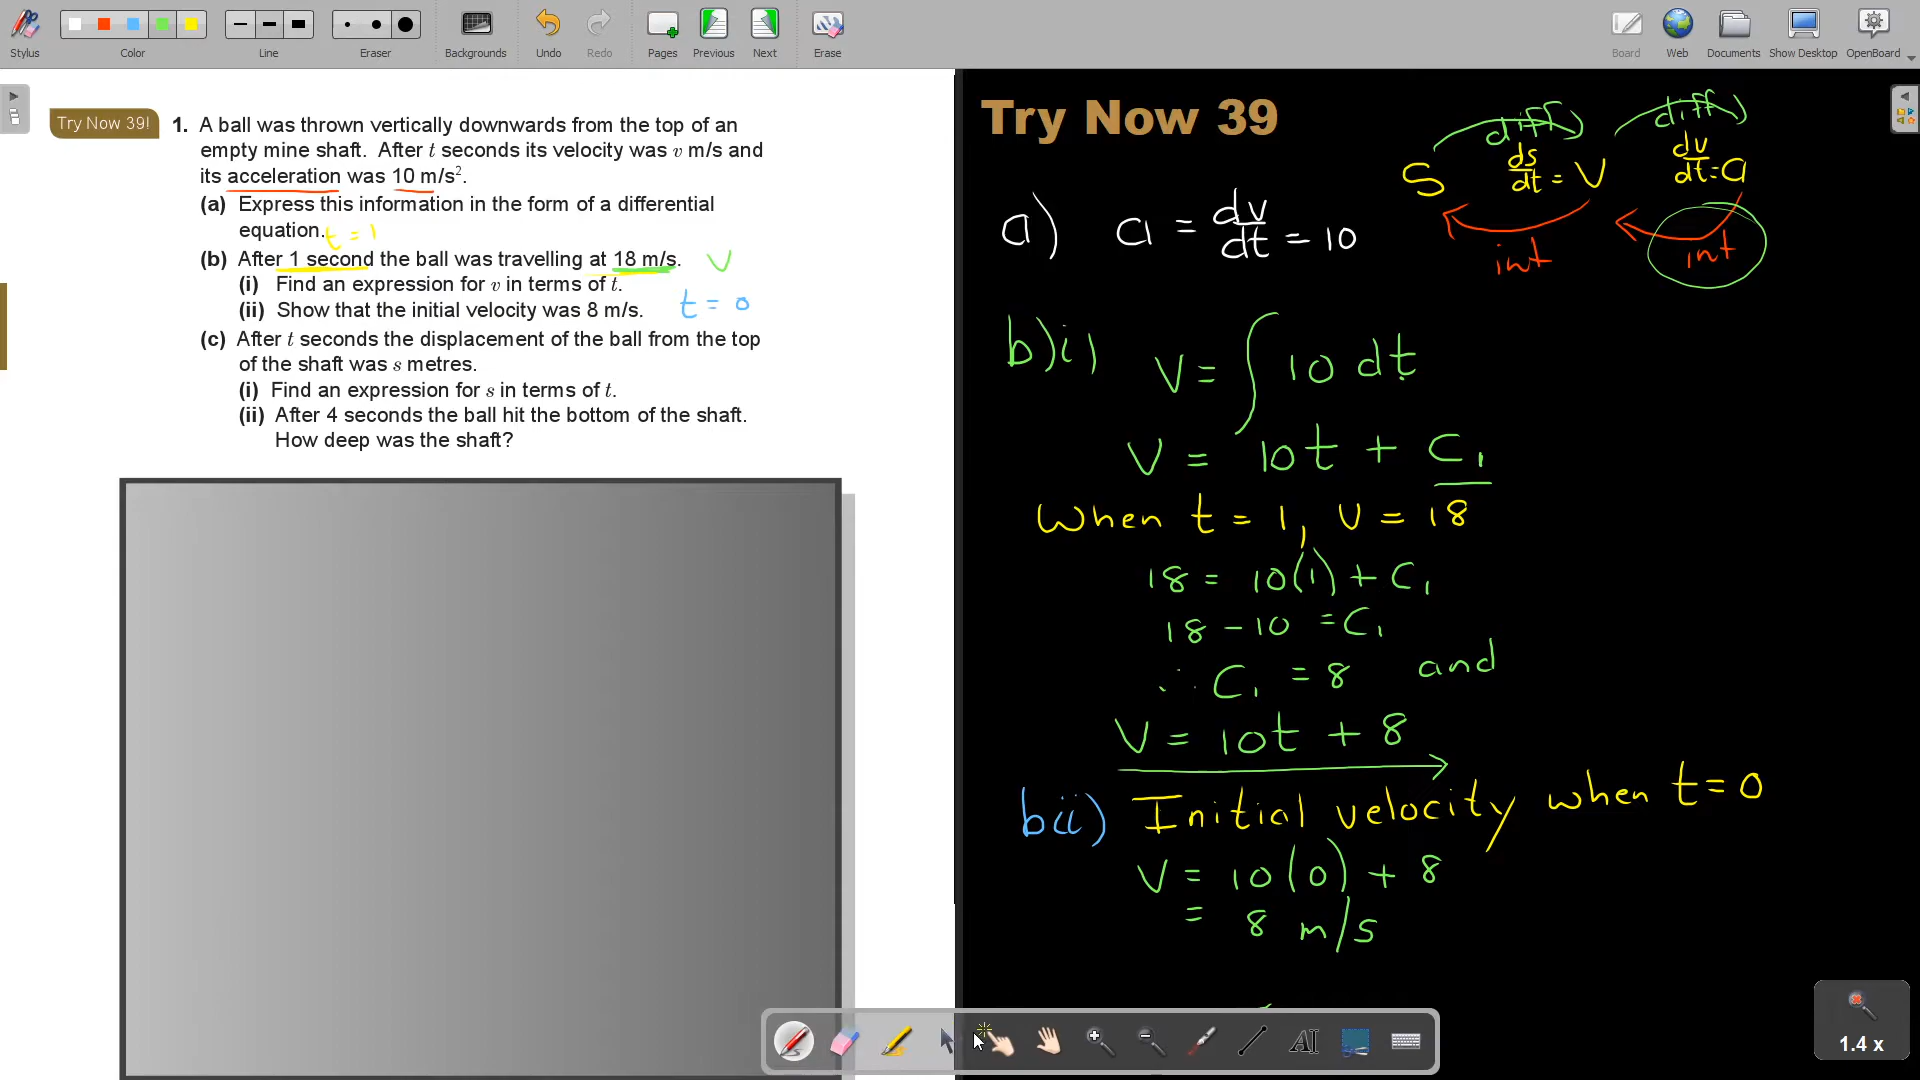 Stylus
Color
Line
Eraser
Backgrounds
Undo
Redo
Pages
Previous
Next
Erase
Board
Web
Documents
Show Desktop
OpenBoard
Try Now 39!
1. A ball was thrown vertically downwards from the top of an
empty mine shaft. After t seconds its velocity was v m/s and
its acceleration was 10 m/s².
(a) Express this information in the form of a differential
equation.
t = 1
(b) After 1 second the ball was travelling at 18 m/s. V
(i) Find an expression for v in terms of t.
(ii) Show that the initial velocity was 8 m/s. t = 0
(c) After t seconds the displacement of the ball from the top
of the shaft was s metres.
(i) Find an expression for s in terms of t.
(ii) After 4 seconds the ball hit the bottom of the shaft.
How deep was the shaft?
Try Now 39
diff diff
S ds/dt = V dv/dt = a
int int
a) a = dv/dt = 10
b)i) V = ∫ 10 dt
V = 10t + C₁
When t = 1, V = 18
18 = 10(1) + C₁
18 - 10 = C₁
∴ C₁ = 8 and
V = 10t + 8
bii) Initial velocity when t = 0
V = 10(0) + 8
= 8 m/s
1.4 x